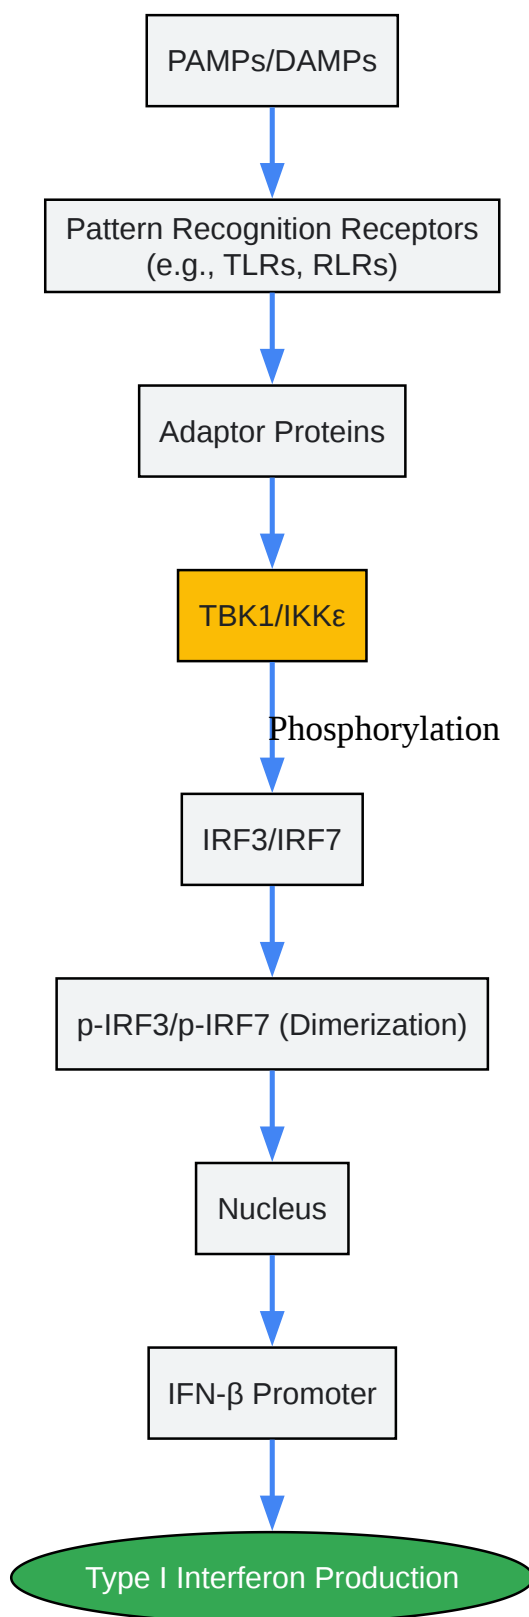 PAMPs/DAMPs
Pattern Recognition Receptors
(e.g., TLRs, RLRs)
Adaptor Proteins
TBK1/IKKε
Phosphorylation
IRF3/IRF7
p-IRF3/p-IRF7 (Dimerization)
Nucleus
IFN-β Promoter
Type I Interferon Production